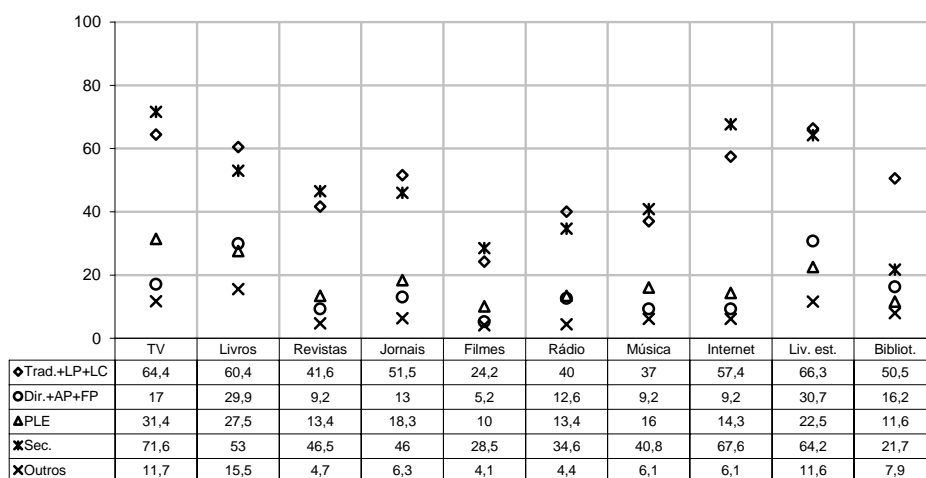 100
80
60
40
20
0
TV Livros Revistas Jornais Filmes Rádio Música Internet Liv. est. Bibliot.
Trad.+LP+LC 64,4 60,4 41,6 51,5 24,2 40 37 57,4 66,3 50,5
Dir.+AP+FP 17 29,9 9,2 13 5,2 12,6 9,2 9,2 30,7 16,2
PLE 31,4 27,5 13,4 18,3 10 13,4 16 14,3 22,5 11,6
Sec. 71,6 53 46,5 46 28,5 34,6 40,8 67,6 64,2 21,7
Outros 11,7 15,5 4,7 6,3 4,1 4,4 6,1 6,1 11,6 7,9